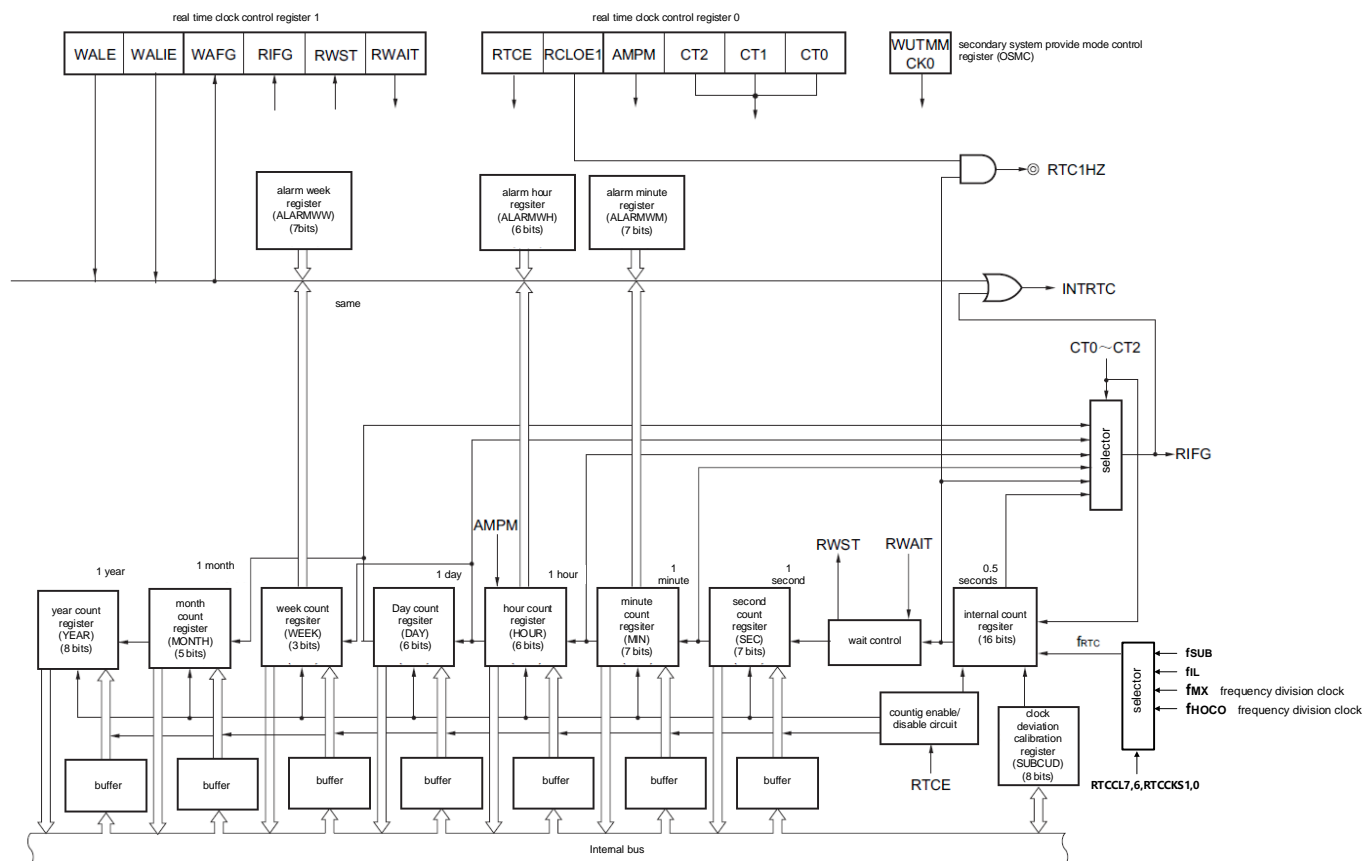 real time clock control register 1
real time clock control register 0
WALE WALIE WAFG RIFG RWST RWAIT
RTCE RCLOE1 AMPM CT2 CT1 CT0
WUTMM
CK0
secondary system provide mode control
register (OSMC)
RTC1HZ
alarm week
register
(ALARMWW)
(7bits)
alarm hour
regsiter
(ALARMWH)
(6 bits)
alarm minute
register
(ALARMWM)
(7 bits)
INTRTC
same
CT0～CT2
selector
RIFG
AMPM
RWST
RWAIT
1 year
1 month
1 day
1 hour
1
minute
1
second
0.5
seconds
year count
register
(YEAR)
(8 bits)
month
count
register
(MONTH)
(5 bits)
week count
regsiter
(WEEK)
(3 bits)
Day count
regsiter
(DAY)
(6 bits)
hour count
regjster
(HOUR)
(6 bits)
minute
count
regsiter
(MIN)
(7 bits)
second
count
regsiter
(SEC)
(7 bits)
wait control
internal count
regsiter
(16 bits)
fRTC
selector
fSUB
fIL
fMX frequency division clock
fHOCO frequency division clock
RTCCL7,6,RTCCKS1,0
countig enable/
disable circuit
RTCE
clock
deviation
calibration
register
(SUBCUD)
(8 bits)
buffer
buffer
buffer
buffer
buffer
buffer
buffer
Internal bus